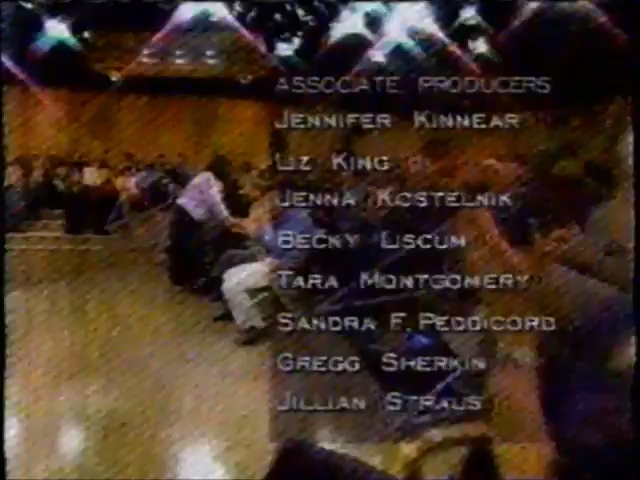 ASSOCIATE PRODUCERS
JENNIFER KINNEAR
LIZ KING
JENNA KOSTELNIK
BECKY LISCUM
TARA MONTGOMERY
SANDRA F. PEDDICORD
GREGG SHERKIN
JILLIAN STRAUS